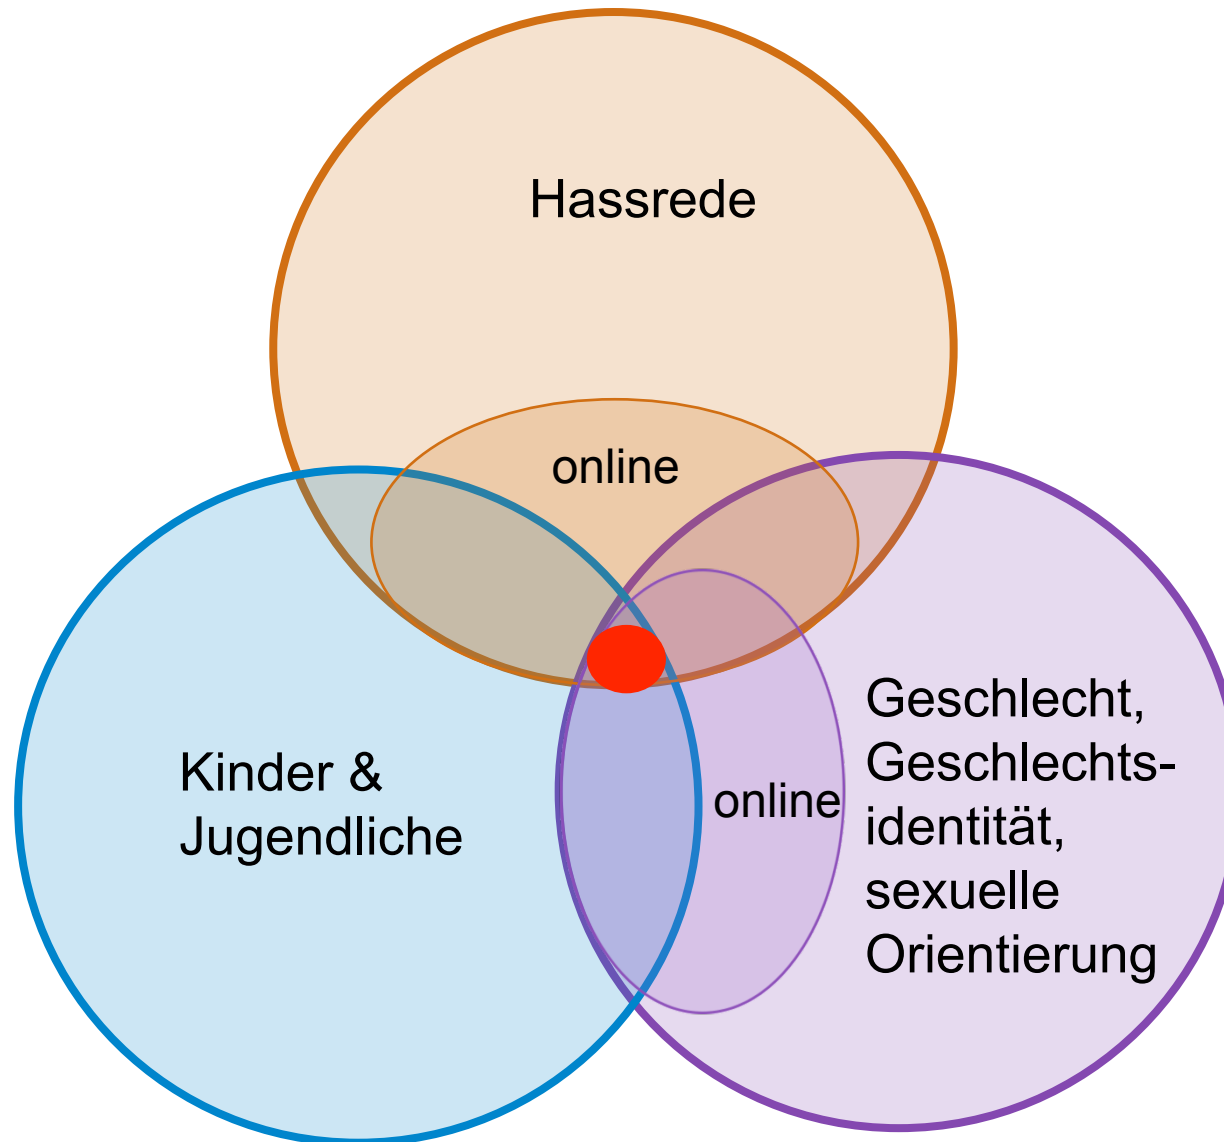 Hassrede
online
Kinder &
Jugendliche
online
Geschlecht,
Geschlechts-
identität,
sexuelle
Orientierung